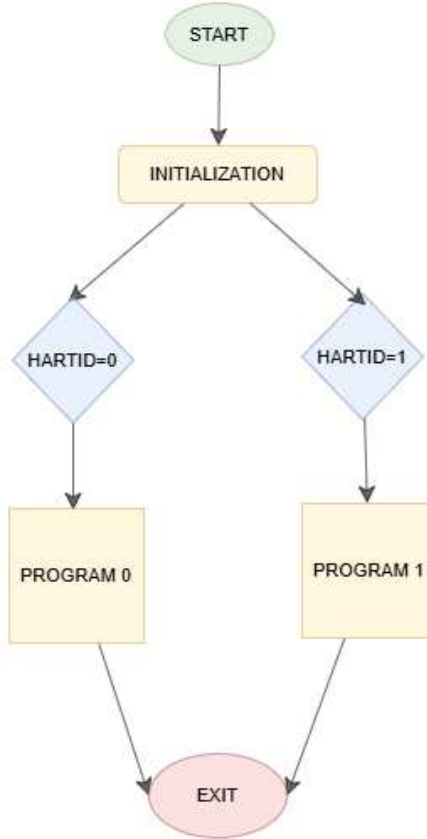 START
INITIALIZATION
HARTID=0
HARTID=1
PROGRAM 0
PROGRAM 1
EXIT